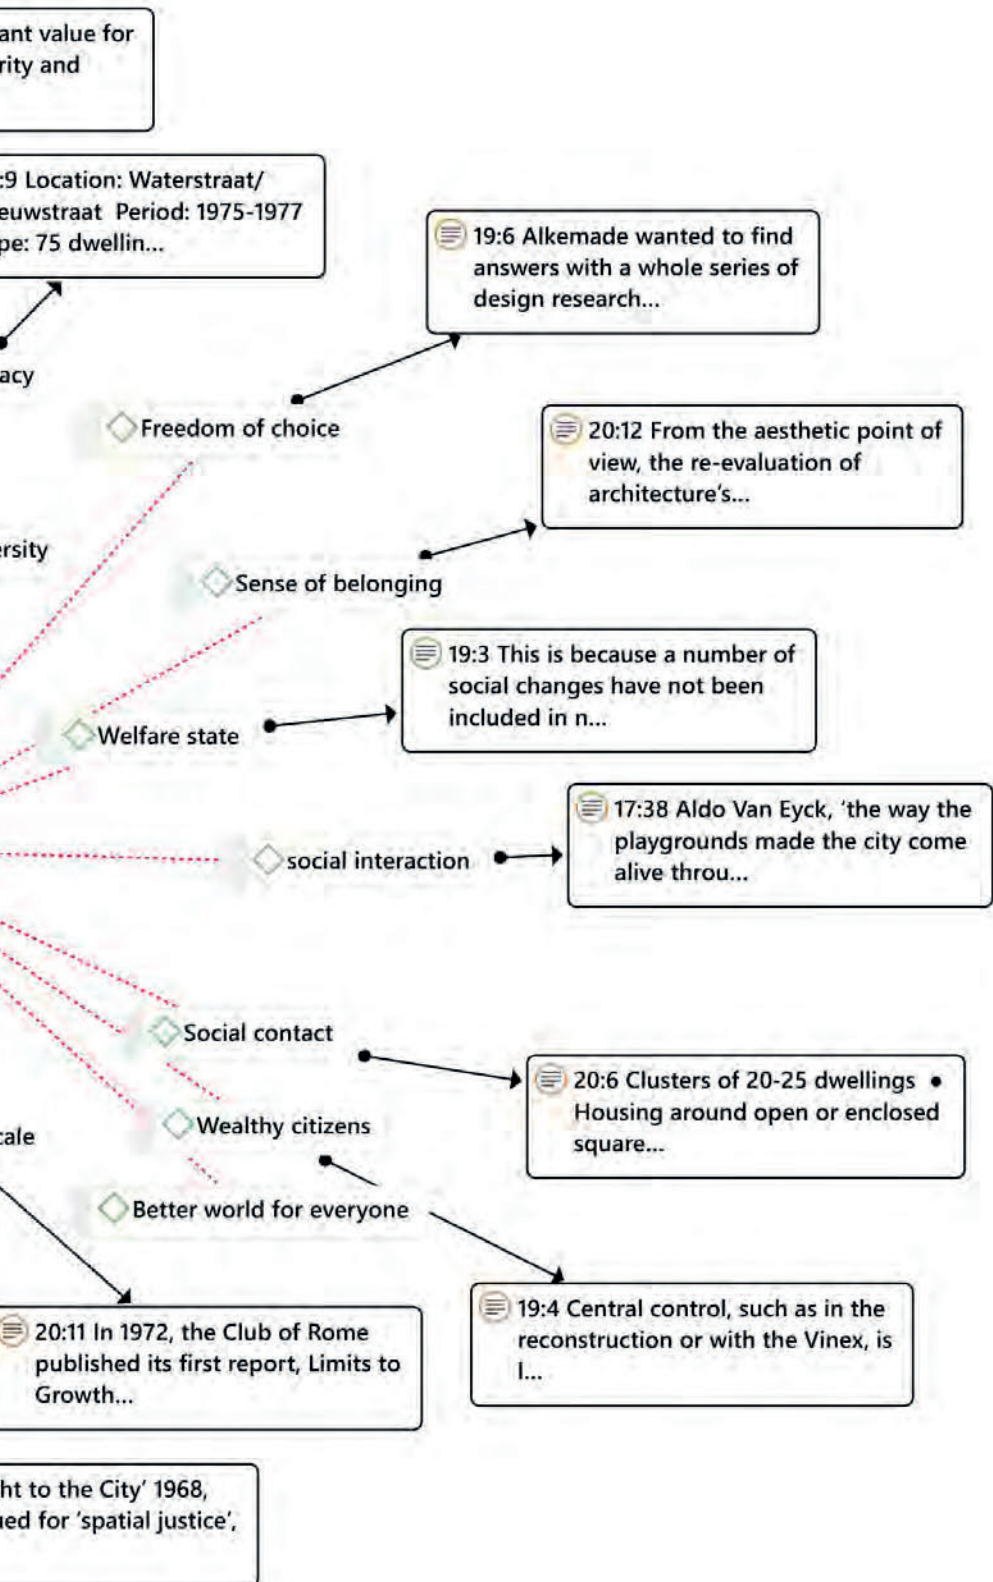 ant value for
rity and
:9 Location: Waterstraat/
euwstraat Period: 1975-1977
pe: 75 dwellin...
19:6 Alkemade wanted to find
answers with a whole series of
design research...
acy
Freedom of choice
20:12 From the aesthetic point of
view, the re-evaluation of
architecture's...
ersity
Sense of belonging
19:3 This is because a number of
social changes have not been
included in n...
Welfare state
17:38 Aldo Van Eyck, 'the way the
playgrounds made the city come
alive throu...
social interaction
Social contact
20:6 Clusters of 20-25 dwellings •
Housing around open or enclosed
square...
cale
Wealthy citizens
Better world for everyone
19:4 Central control, such as in the
reconstruction or with the Vinex, is
l...
20:11 In 1972, the Club of Rome
published its first report, Limits to
Growth...
ht to the City' 1968,
ued for 'spatial justice',